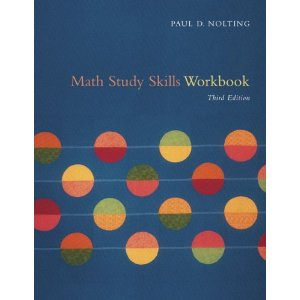 PAUL D. NOLTING
Math Study Skills Workbook
Third Edition